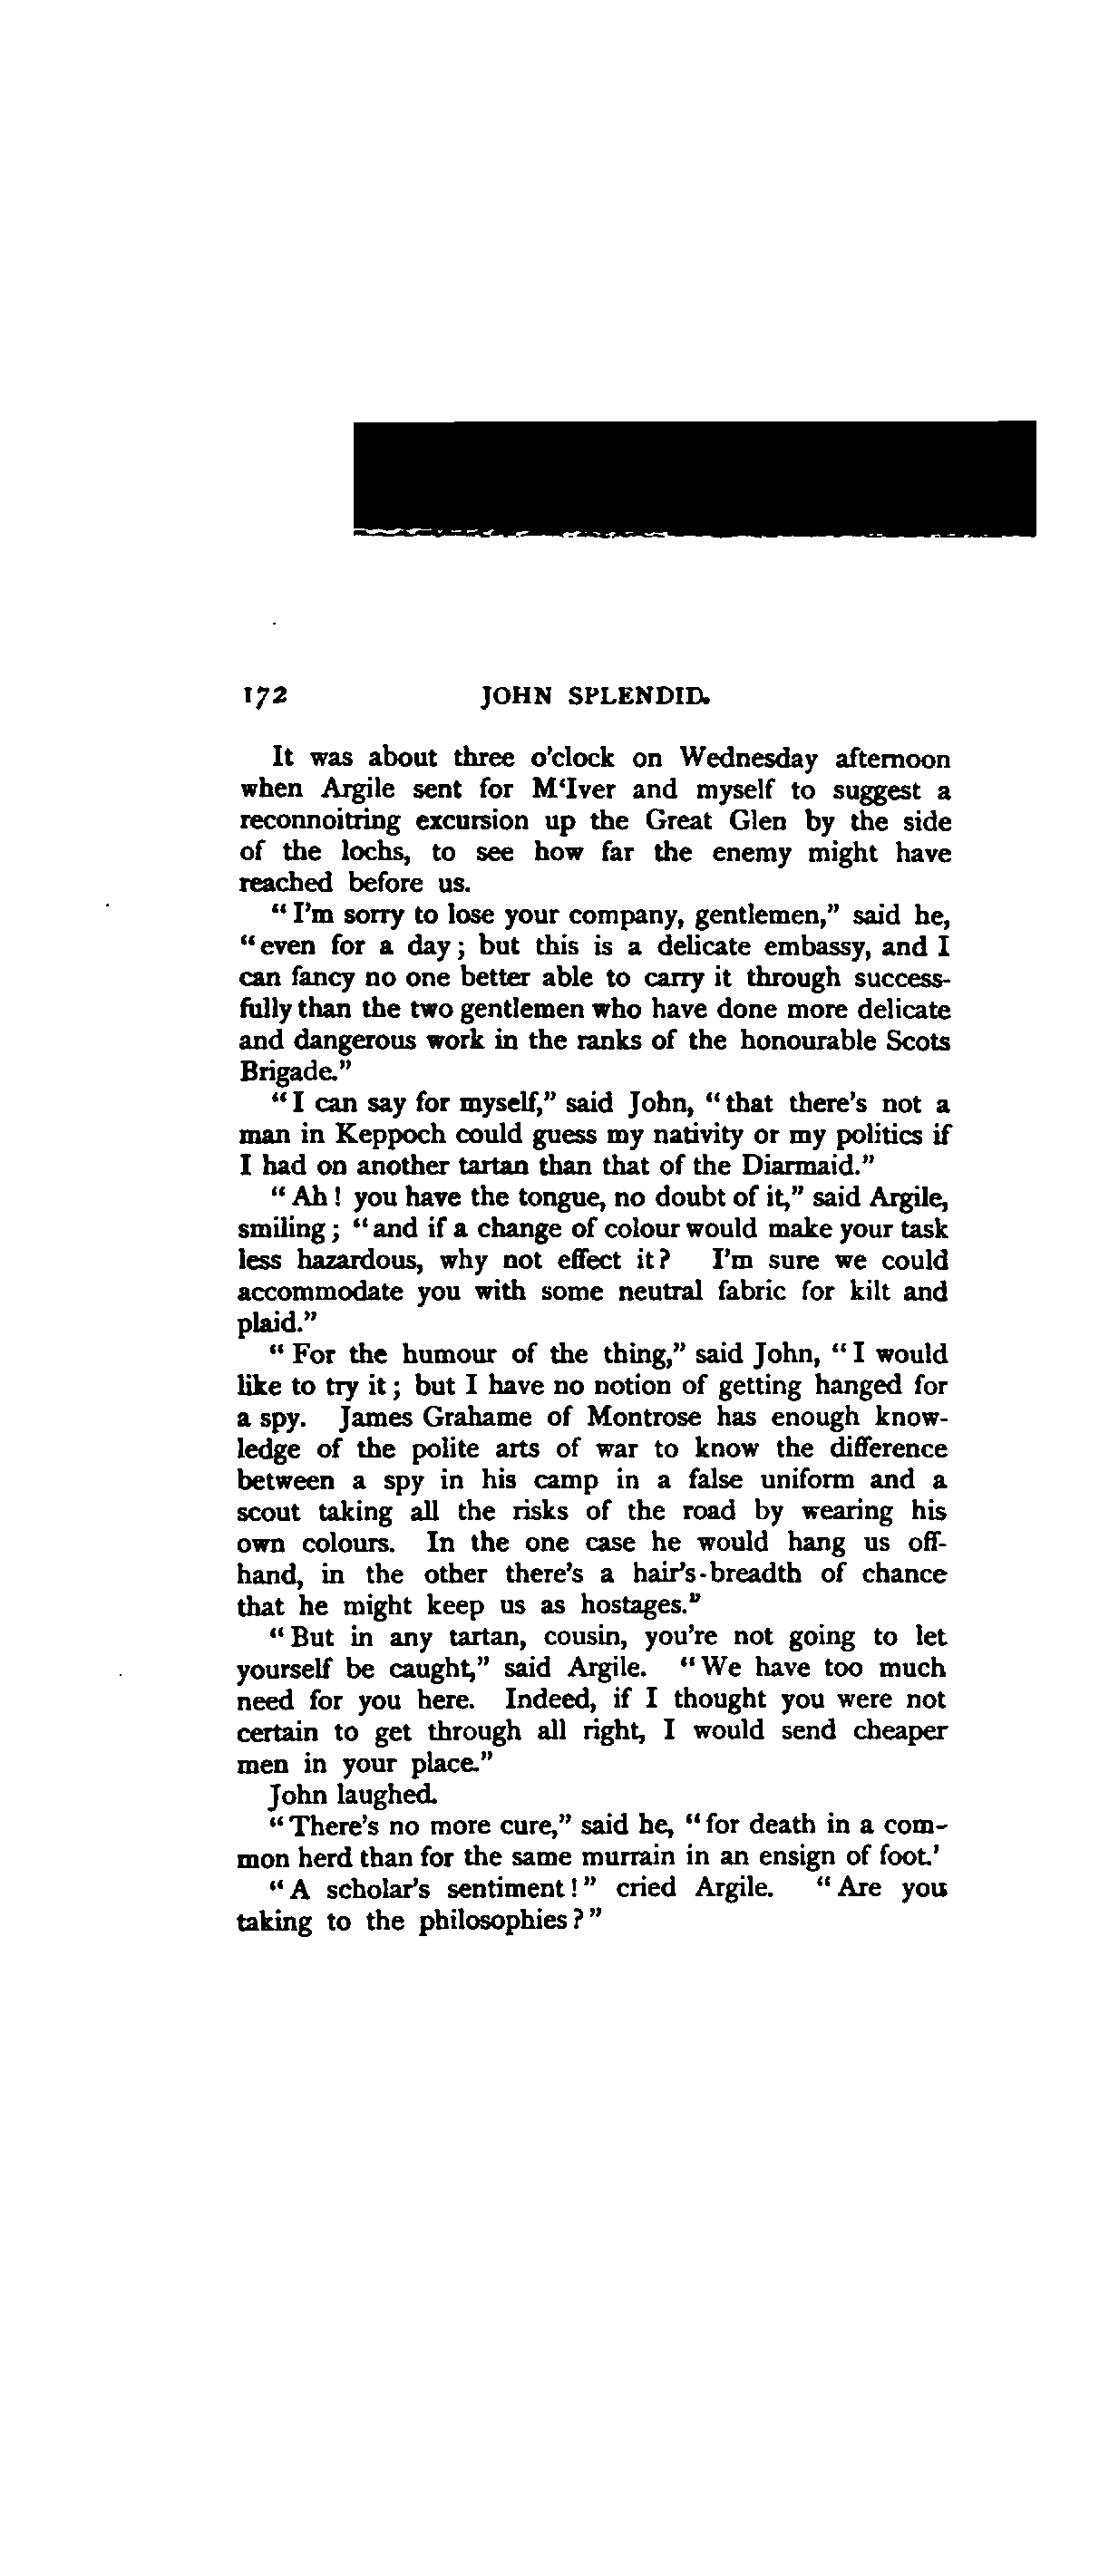 172 JOHN SPLENDID.
It was about three o'clock on Wednesday afternoon
when Argile sent for M‘Iver and myself to suggest a
reconnoitring excursion up the Great Glen by the side
of the lochs, to see how far the enemy might have
reached before us.
“I'm sorry to lose your company, gentlemen,” said he,
“even for a day; but this is a delicate embassy, and I
can fancy no one better able to carry it through success-
fully than the two gentlemen who have done more delicate
and dangerous work in the ranks of the honourable Scots
Brigade.”
“I can say for myself,” said John, “that there's not a
man in Keppoch could guess my nativity or my politics if
I had on another tartan than that of the Diarmaid.”
“Ah! you have the tongue, no doubt of it,” said Argile,
smiling; “and if a change of colour would make your task
less hazardous, why not effect it? I'm sure we could
accommodate you with some neutral fabric for kilt and
plaid.”
“For the humour of the thing,” said John, “I would
like to try it; but I have no notion of getting hanged for
a spy. James Grahame of Montrose has enough know-
ledge of the polite arts of war to know the difference
between a spy in his camp in a false uniform and a
scout taking all the risks of the road by wearing his
own colours. In the one case he would hang us off-
hand, in the other there's a hair's-breadth of chance
that he might keep us as hostages.”
“But in any tartan, cousin, you're not going to let
yourself be caught,” said Argile. “We have too much
need for you here. Indeed, if I thought you were not
certain to get through all right, I would send cheaper
men in your place.”
John laughed.
“There's no more cure,” said he, “for death in a com-
mon herd than for the same murrain in an ensign of foot.'
“A scholar's sentiment!” cried Argile. “Are you
taking to the philosophies?”